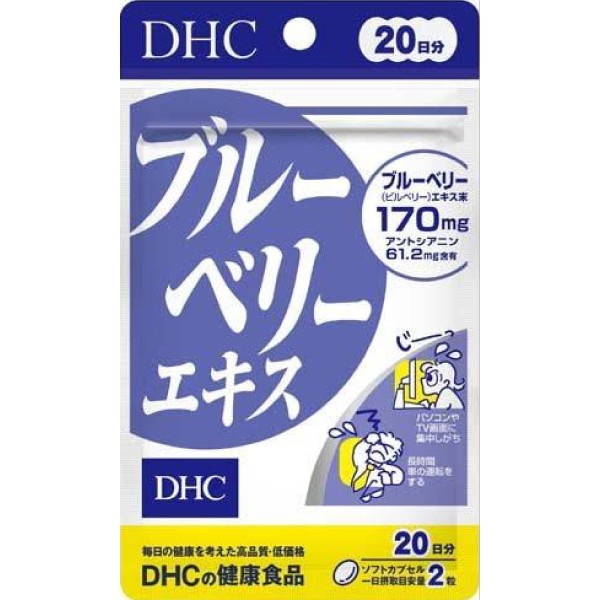 DHC
20日分
ブルー
ベリー
エキス
ブルーベリー
(ビルベリー)エキス末
170mg
アントシアニン
61.2mg含有
じーっ
パソコンや
TV画面に
集中しがち
長時間
車の運転を
する
DHC
毎日の健康を考えた高品質・低価格
DHCの健康食品
20日分
ソフトカプセル
一日摂取目安量2粒